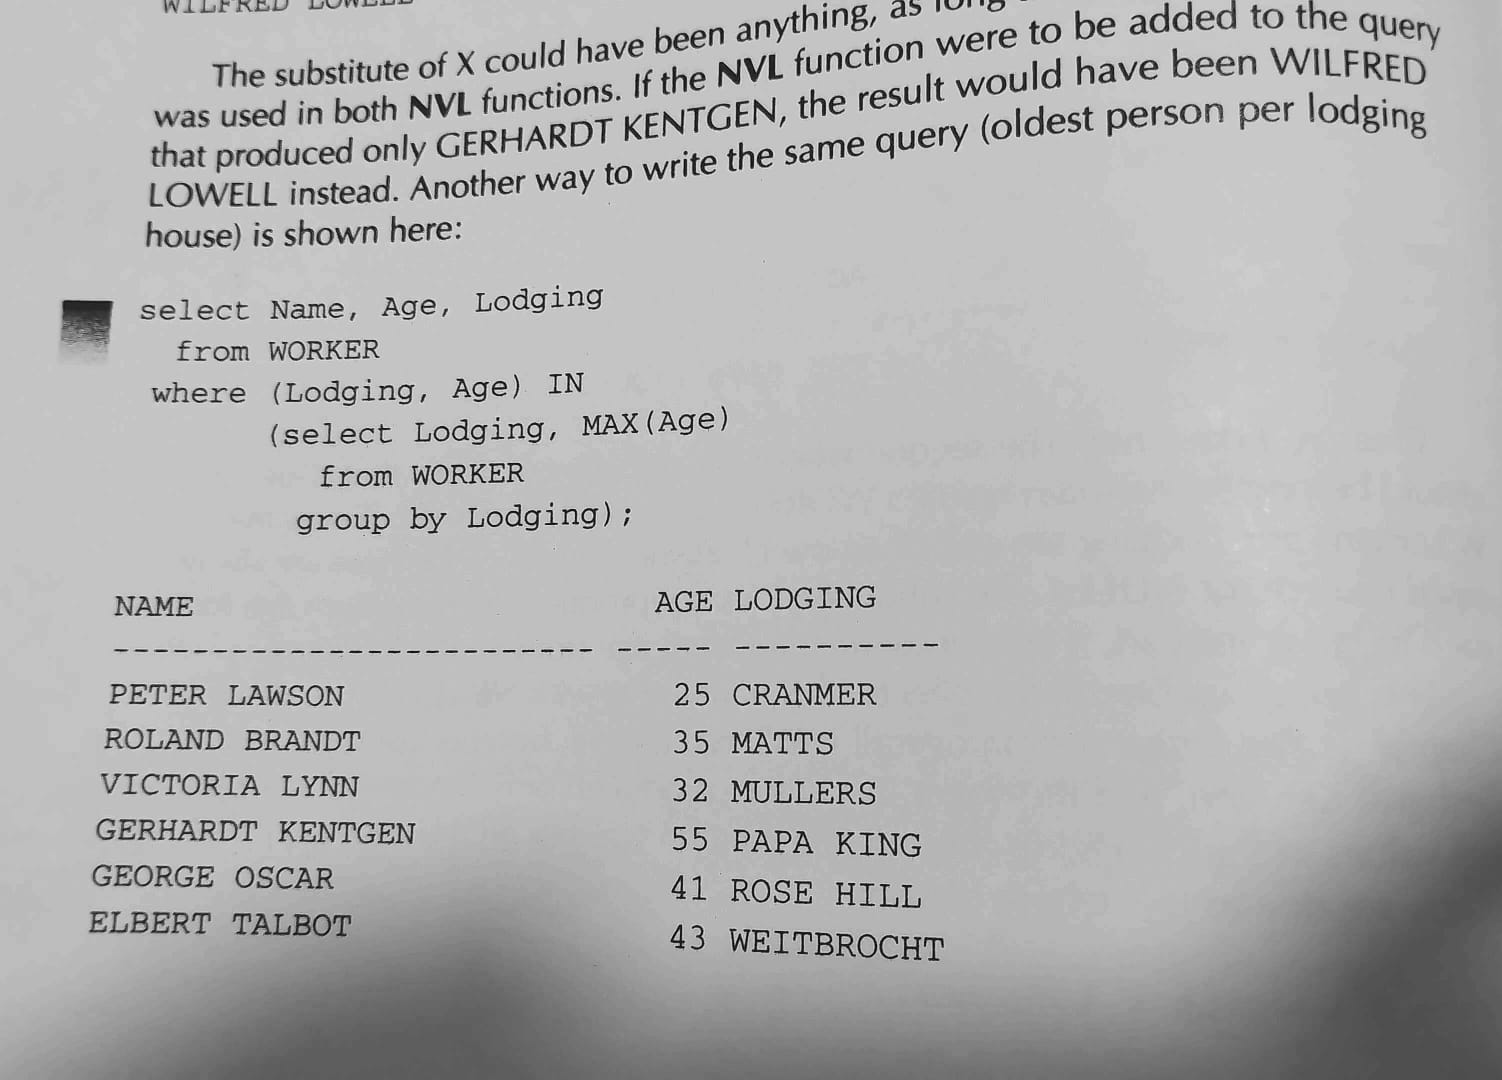 WILFRED LOWELL
The substitute of X could have been anything, as long
was used in both NVL functions. If the NVL function were to be added to the query
that produced only GERHARDT KENTGEN, the result would have been WILFRED
LOWELL instead. Another way to write the same query (oldest person per lodging
house) is shown here:
select Name, Age, Lodging
from WORKER
where (Lodging, Age) IN
(select Lodging, MAX(Age)
from WORKER
group by Lodging);
NAME AGE LODGING
------------------------- ----- -----------
PETER LAWSON 25 CRANMER
ROLAND BRANDT 35 MATTS
VICTORIA LYNN 32 MULLERS
GERHARDT KENTGEN 55 PAPA KING
GEORGE OSCAR 41 ROSE HILL
ELBERT TALBOT 43 WEITBROCHT